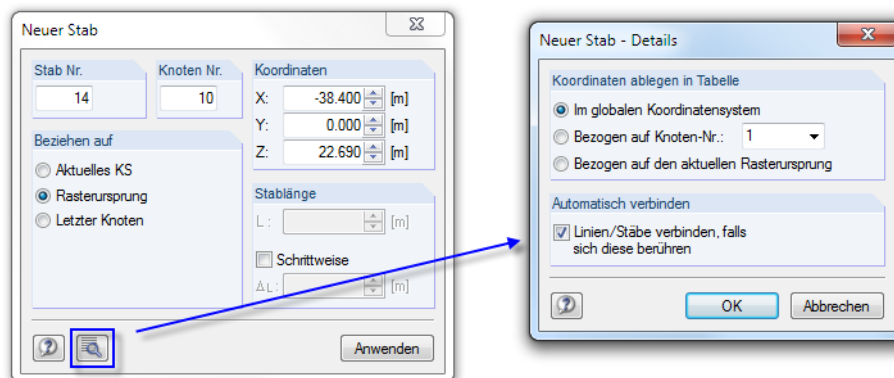 Neuer Stab
Stab Nr.
14
Knoten Nr.
10
Koordinaten
X: -38.400 [m]
Y: 0.000 [m]
Z: 22.690 [m]
Beziehen auf
Aktuelles KS
Rasterursprung
Letzter Knoten
Stablänge
L : [m]
Schrittweise
ΔL: [m]
Anwenden
Neuer Stab - Details
Koordinaten ablegen in Tabelle
Im globalen Koordinatensystem
Bezogen auf Knoten-Nr.: 1
Bezogen auf den aktuellen Rasterursprung
Automatisch verbinden
Linien/Stäbe verbinden, falls
sich diese berühren
OK
Abbrechen